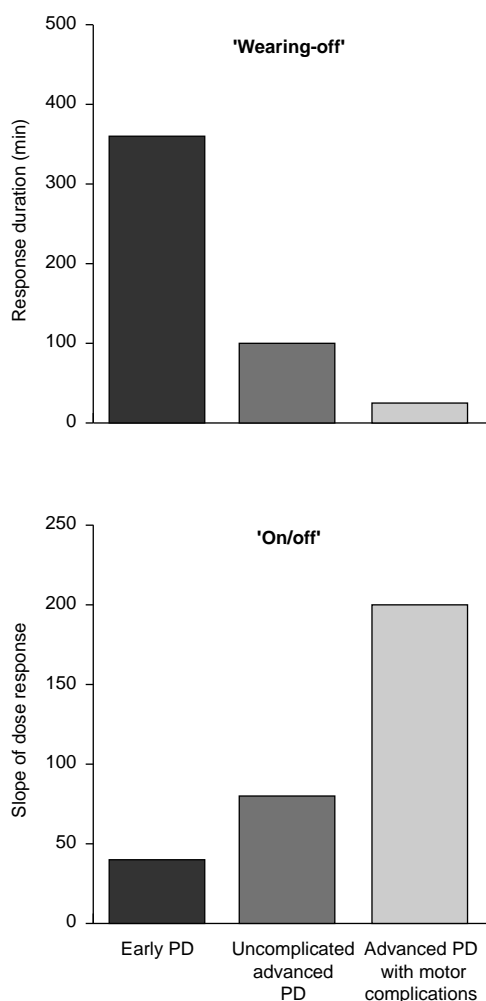 'Wearing-off'
Response duration (min)
500
400
300
200
100
0
'On/off'
Slope of dose response
250
200
150
100
50
0
Early PD
Uncomplicated
advanced
PD
Advanced PD
with motor
complications